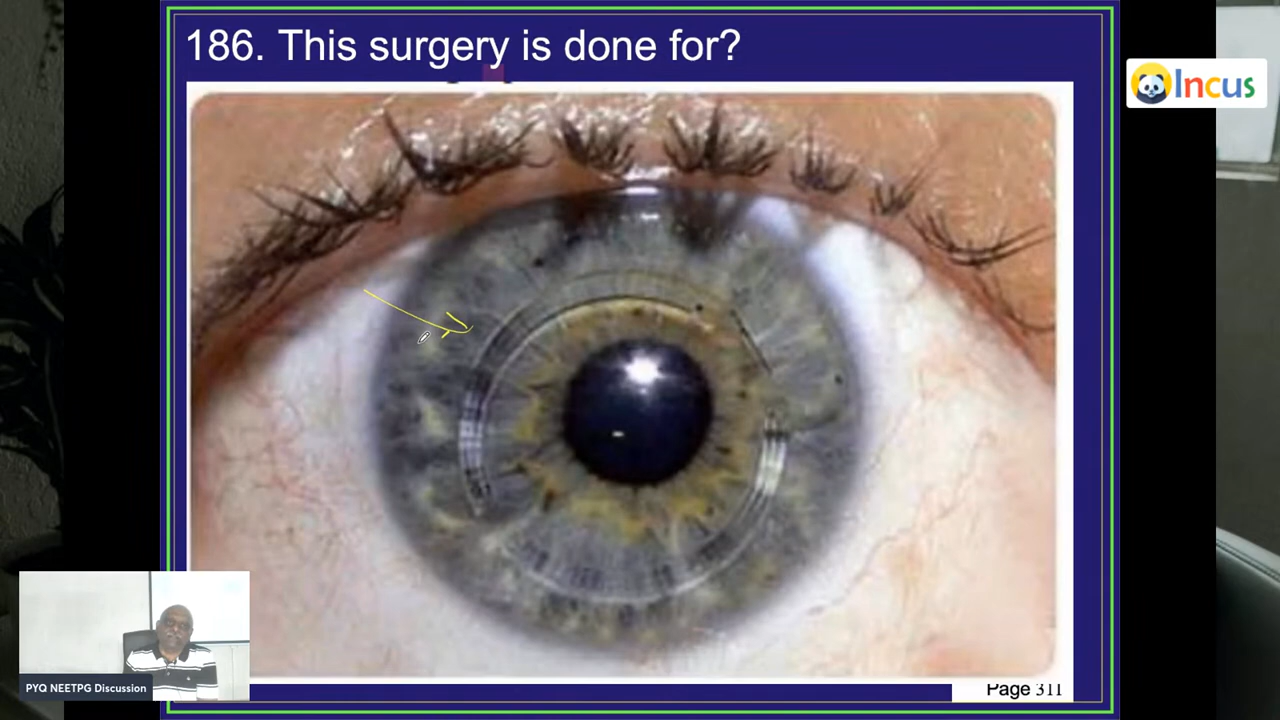 186. This surgery is done for?
Incus
PYQ NEETPG Discussion
Page 311